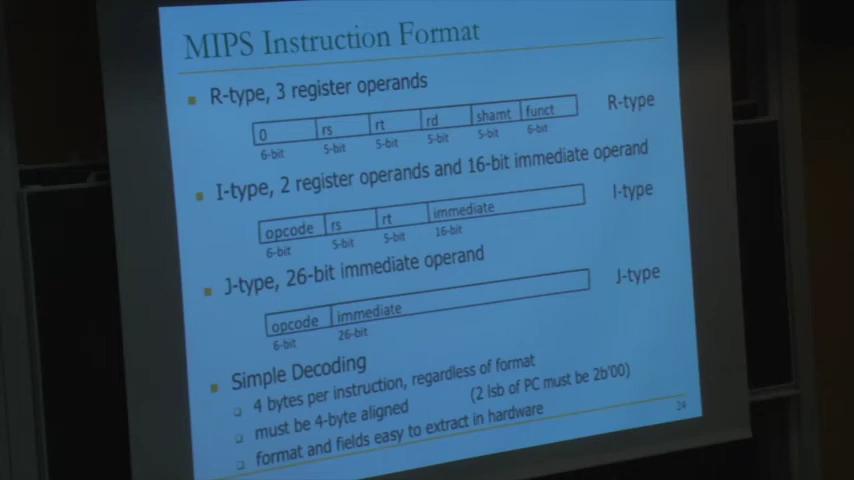 MIPS Instruction Format
R-type, 3 register operands
0 rs rt rd shamt funct R-type
6-bit 5-bit 5-bit 5-bit 5-bit 6-bit
I-type, 2 register operands and 16-bit immediate operand
opcode rs rt immediate I-type
6-bit 5-bit 5-bit 16-bit
J-type, 26-bit immediate operand
opcode immediate J-type
6-bit 26-bit
Simple Decoding
4 bytes per instruction, regardless of format
must be 4-byte aligned (2 lsb of PC must be 2b'00)
format and fields easy to extract in hardware
24